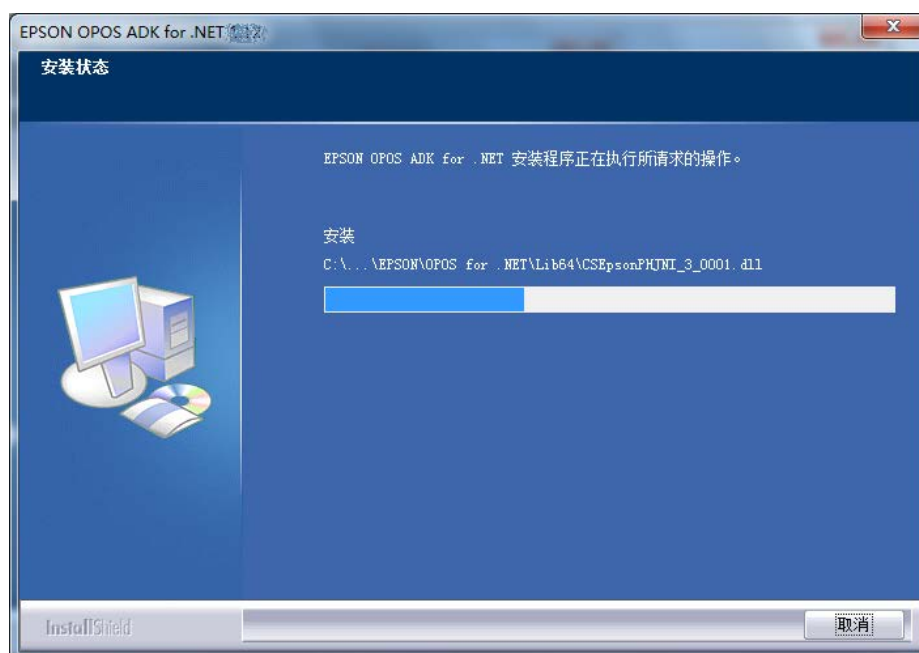 EPSON OPOS ADK for .NET
安装状态
EPSON OPOS ADK for .NET 安装程序正在执行所请求的操作。
安装
C:\...\EPSON\OPOS for .NET\Lib64\CSEpsonPHJNI_3_0001.dll
InstallShield
取消